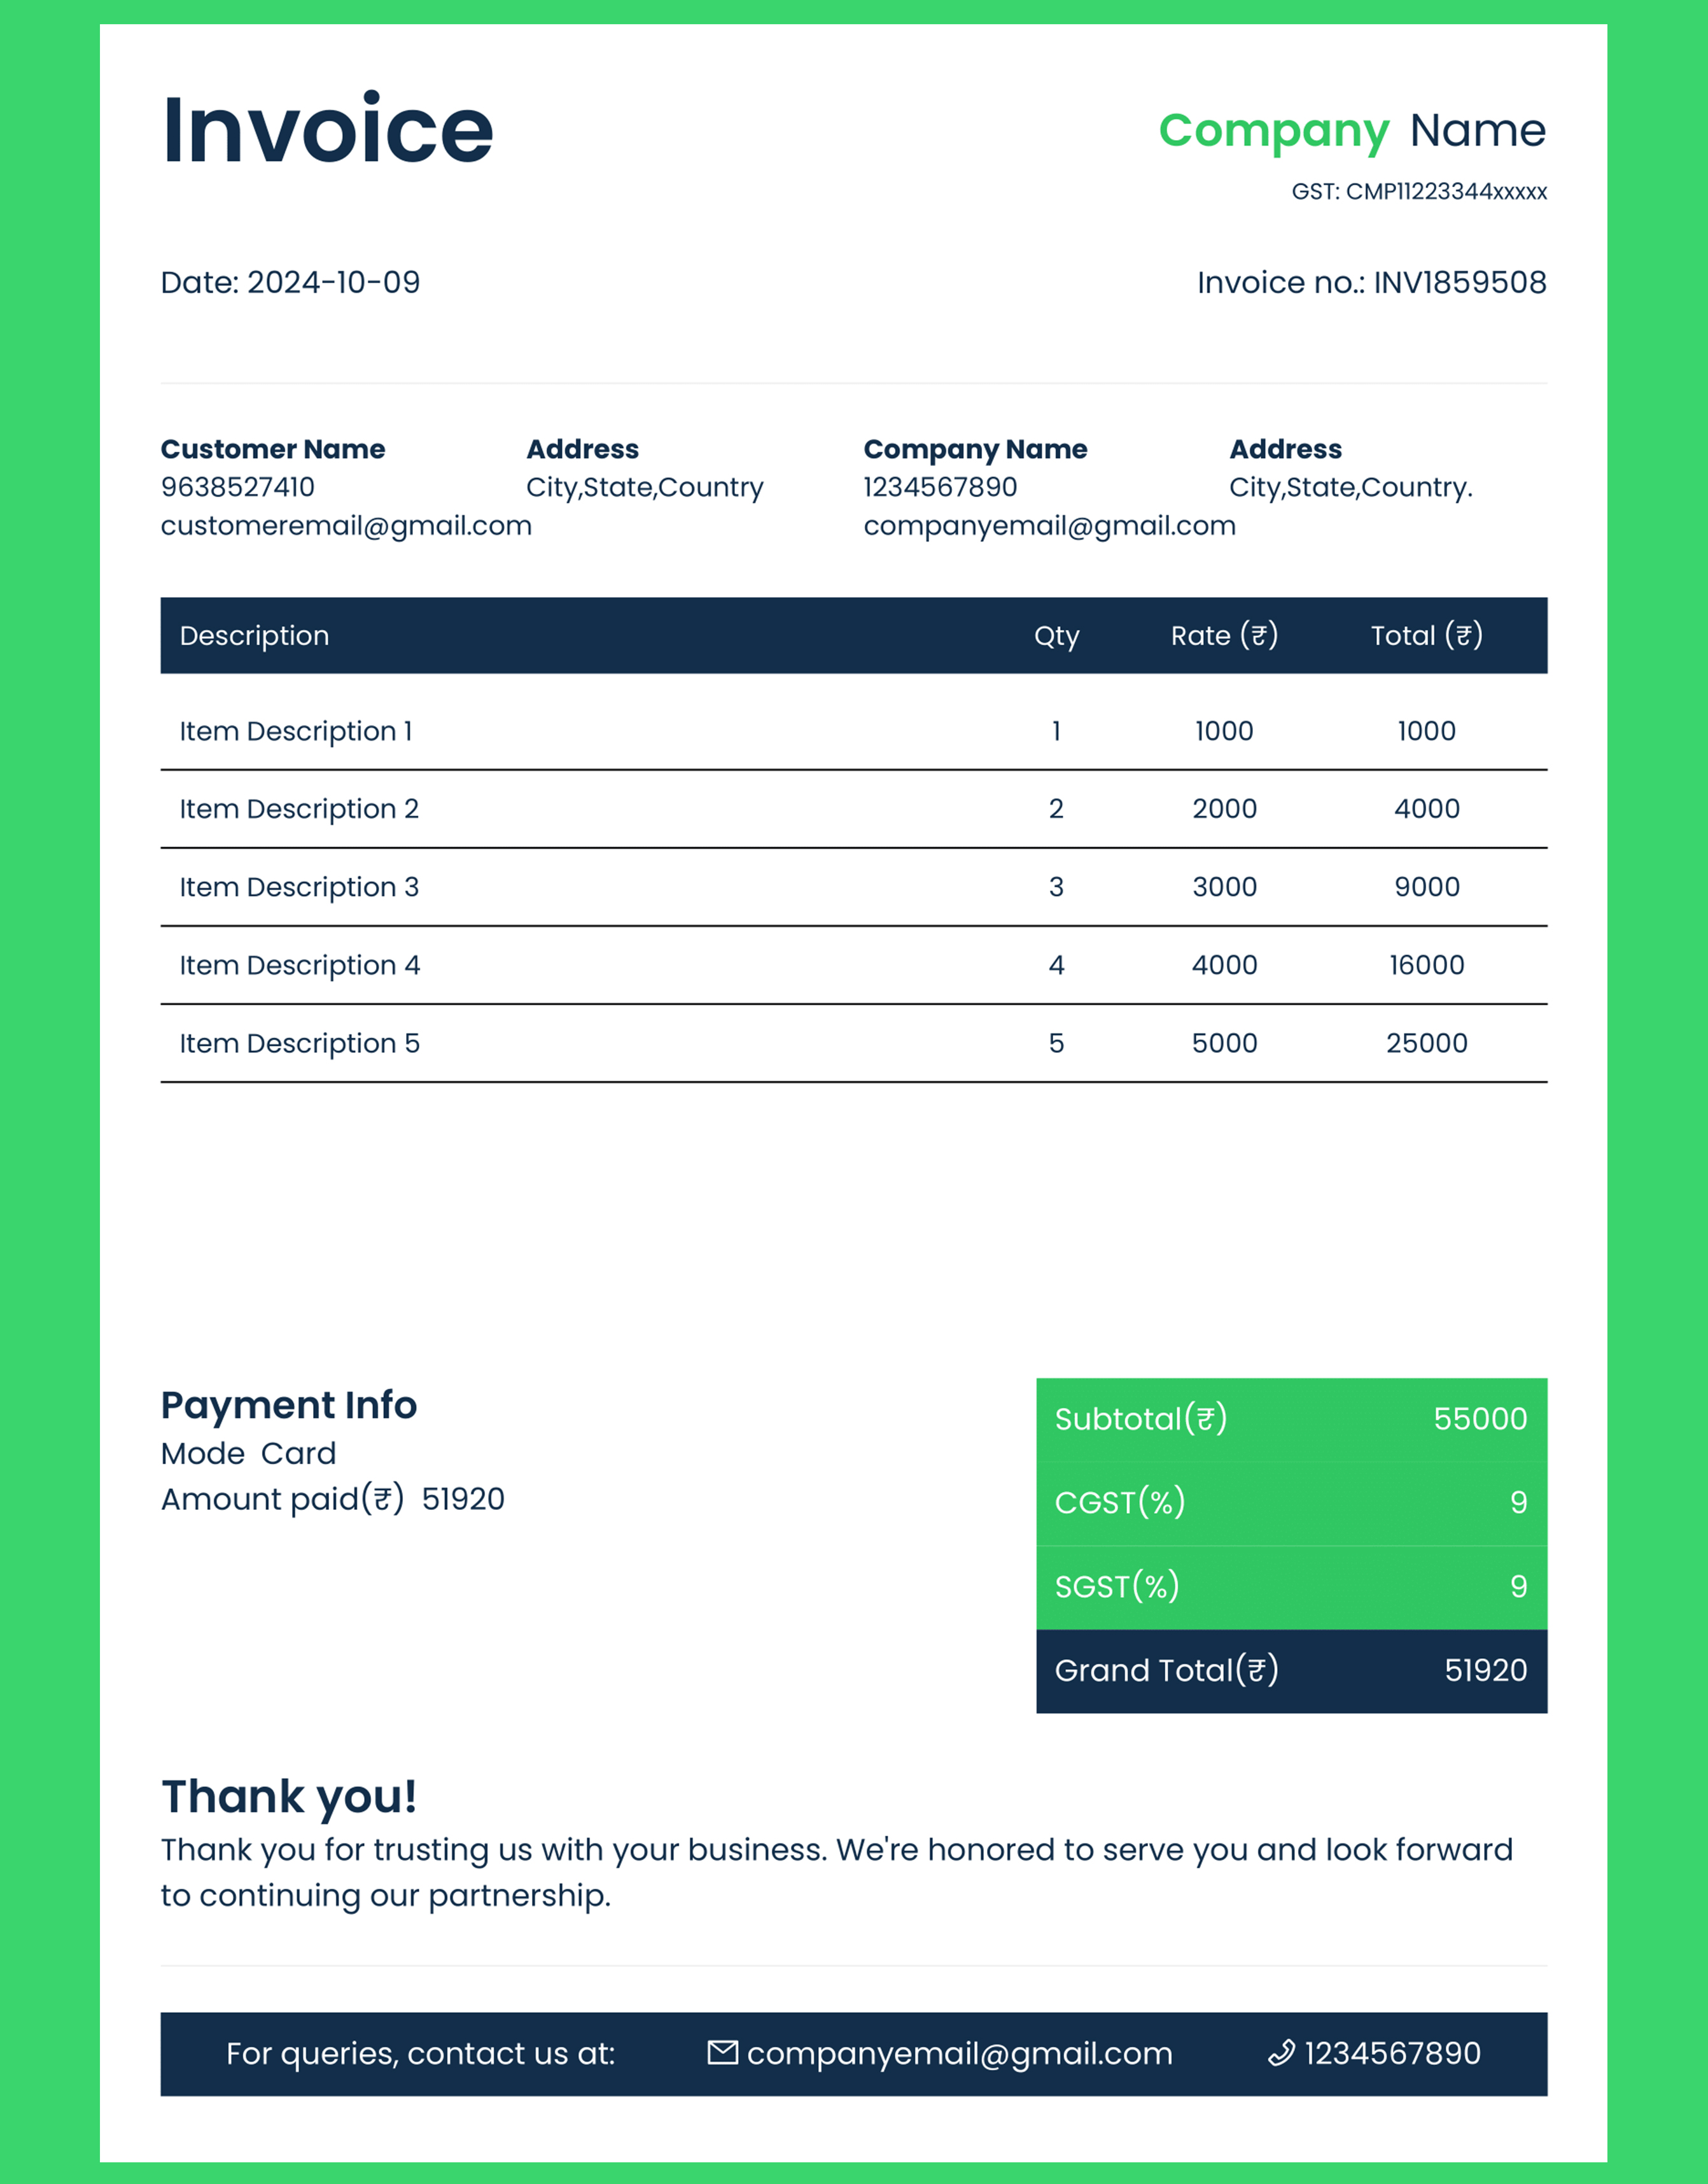 Invoice
Company Name
GST: CMP11223344xxxxx
Date: 2024-10-09 Invoice no.: INV1859508
Customer Name Address Company Name Address
9638527410 City,State,Country 1234567890 City,State,Country.
customeremail@gmail.com companyemail@gmail.com
Description Qty Rate (₹) Total (₹)
Item Description 1 1 1000 1000
Item Description 2 2 2000 4000
Item Description 3 3 3000 9000
Item Description 4 4 4000 16000
Item Description 5 5 5000 25000
Payment Info
Mode Card
Amount paid(₹) 51920
Subtotal(₹) 55000
CGST(%) 9
SGST(%) 9
Grand Total(₹) 51920
Thank you!
Thank you for trusting us with your business. We're honored to serve you and look forward
to continuing our partnership.
For queries, contact us at: companyemail@gmail.com 1234567890